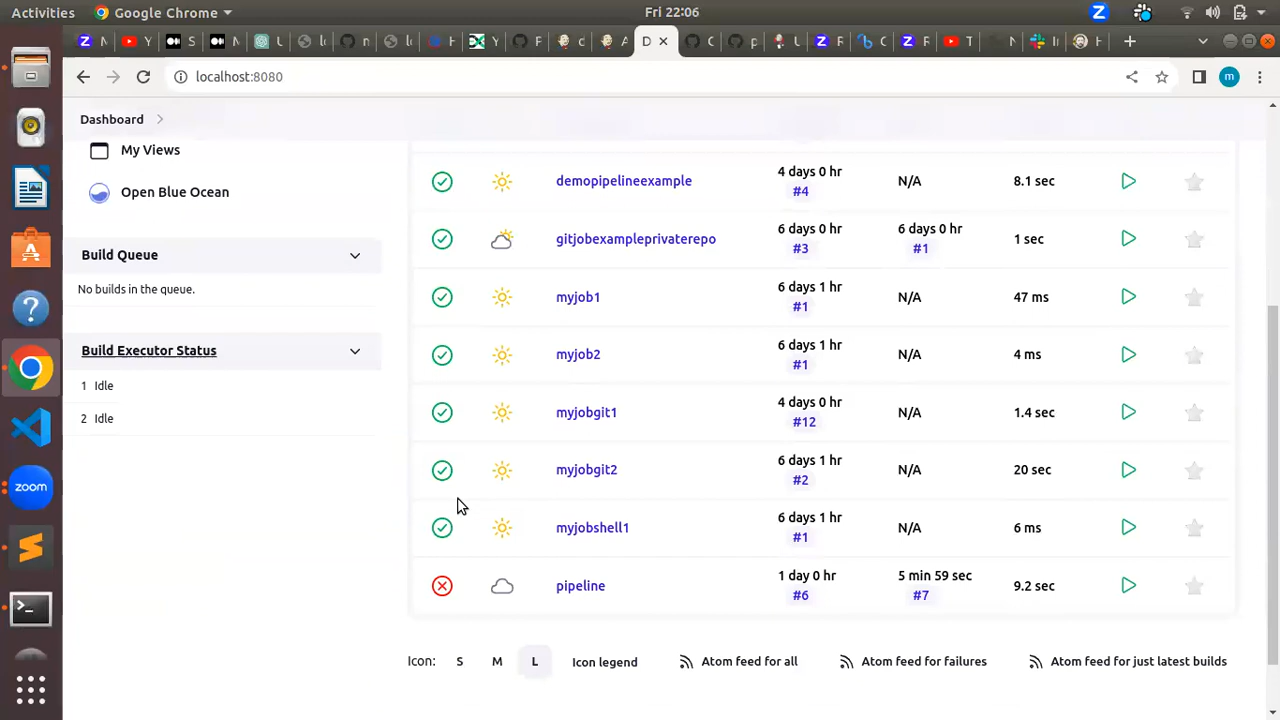 Activities
Google Chrome
Fri 22:06
localhost:8080
m
Dashboard
My Views
Open Blue Ocean
Build Queue
No builds in the queue.
Build Executor Status
1 Idle
2 Idle
demopipelineexample 4 days 0 hr #4 N/A 8.1 sec
gitjobexampleprivaterepo 6 days 0 hr #3 6 days 0 hr #1 1 sec
myjob1 6 days 1 hr #1 N/A 47 ms
myjob2 6 days 1 hr #1 N/A 4 ms
myjobgit1 4 days 0 hr #12 N/A 1.4 sec
myjobgit2 6 days 1 hr #2 N/A 20 sec
myjobshell1 6 days 1 hr #1 N/A 6 ms
pipeline 1 day 0 hr #6 5 min 59 sec #7 9.2 sec
Icon: S M L Icon legend Atom feed for all Atom feed for failures Atom feed for just latest builds
zoom